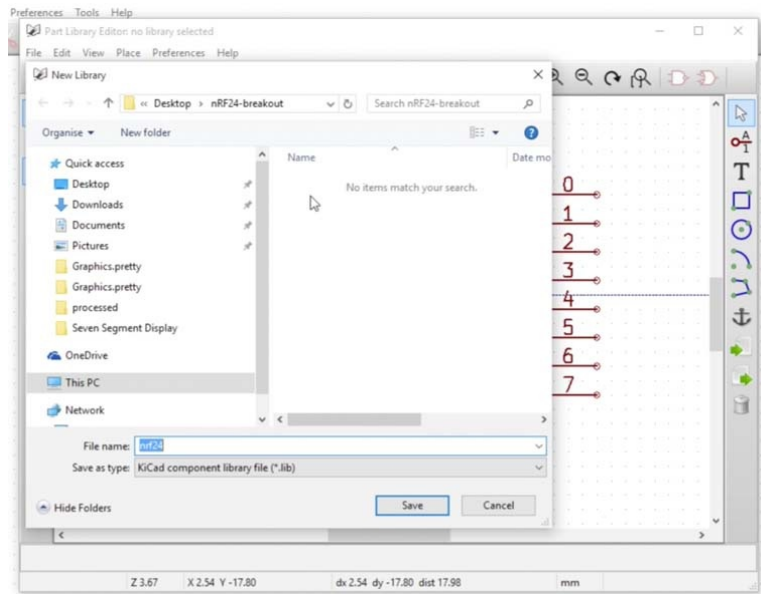 Preferences Tools Help
Part Library Editor: no library selected
File Edit View Place Preferences Help
New Library
« Desktop › nRF24-breakout
Search nRF24-breakout
Organise New folder
Quick access
Desktop
Downloads
Documents
Pictures
Graphics.pretty
Graphics.pretty
processed
Seven Segment Display
OneDrive
This PC
Network
Name Date mo
No items match your search.
0
1
2
3
4
5
6
7
File name: nrf24
Save as type: KiCad component library file (*.lib)
Hide Folders Save Cancel
Z 3.67 X 2.54 Y -17.80 dx 2.54 dy -17.80 dist 17.98 mm